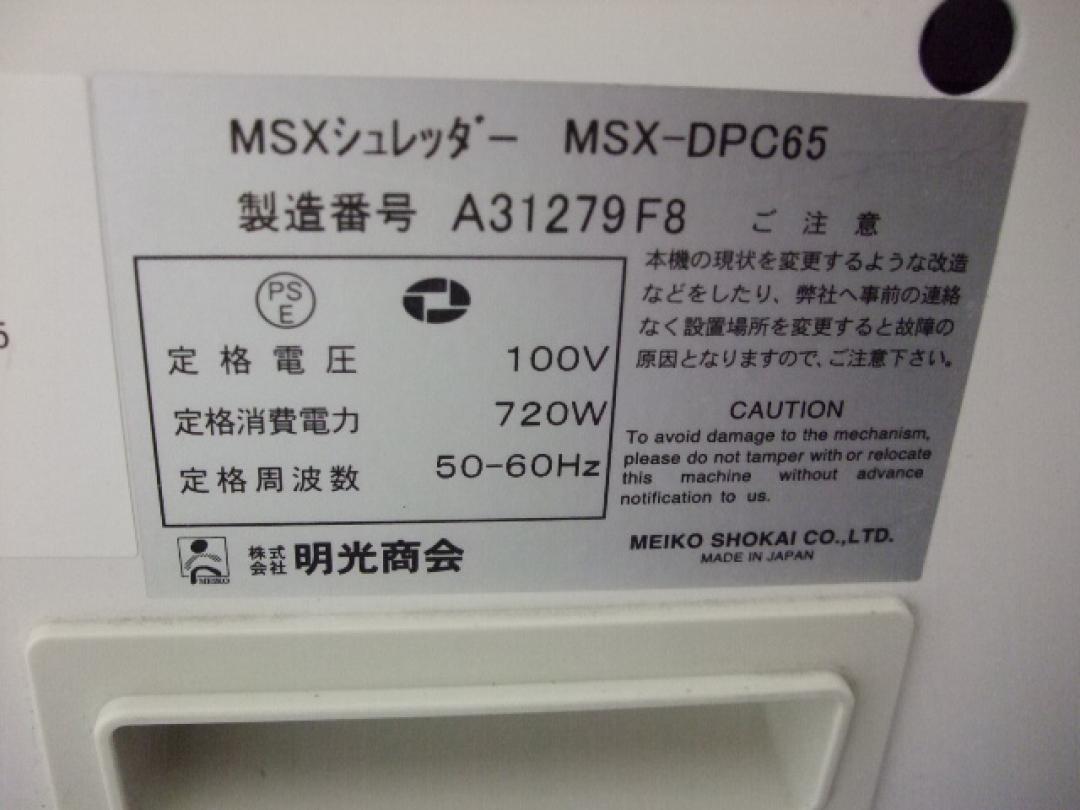 MSXシュレッダー MSX-DPC65
製造番号 A31279F8
PS
E
定格電圧 100V
定格消費電力 720W
定格周波数 50-60Hz
ご注意
本機の現状を変更するような改造
などをしたり、弊社へ事前の連絡
なく設置場所を変更すると故障の
原因となりますので、ご注意下さい。
CAUTION
To avoid damage to the mechanism,
please do not tamper with or relocate
this machine without advance
notification to us.
MEIKO
株式
会社 明光商会
MEIKO SHOKAI CO.,LTD.
MADE IN JAPAN
5